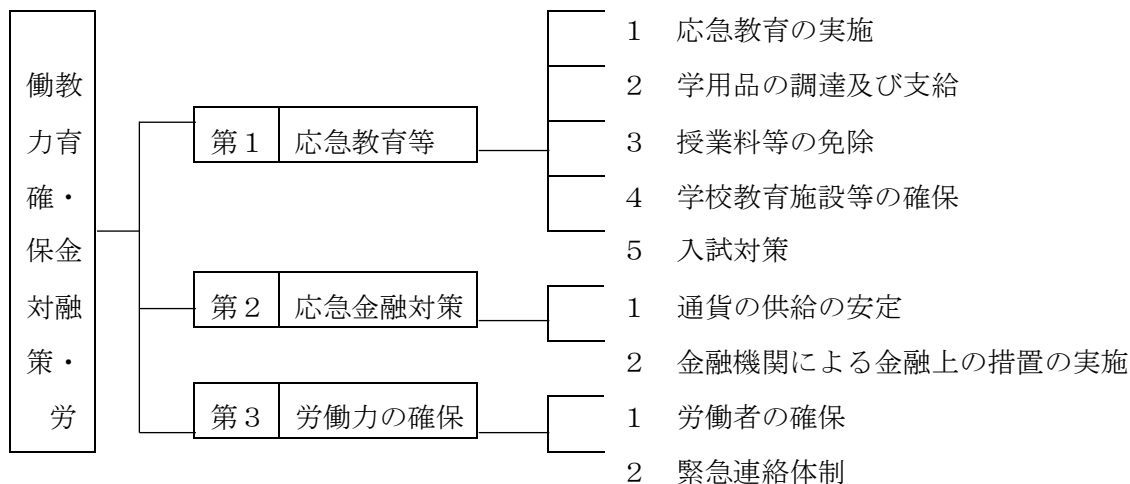 教育・金融・労
働力確保対策
第１ 応急教育等
１ 応急教育の実施
２ 学用品の調達及び支給
３ 授業料等の免除
４ 学校教育施設等の確保
５ 入試対策
第２ 応急金融対策
１ 通貨の供給の安定
２ 金融機関による金融上の措置の実施
第３ 労働力の確保
１ 労働者の確保
２ 緊急連絡体制